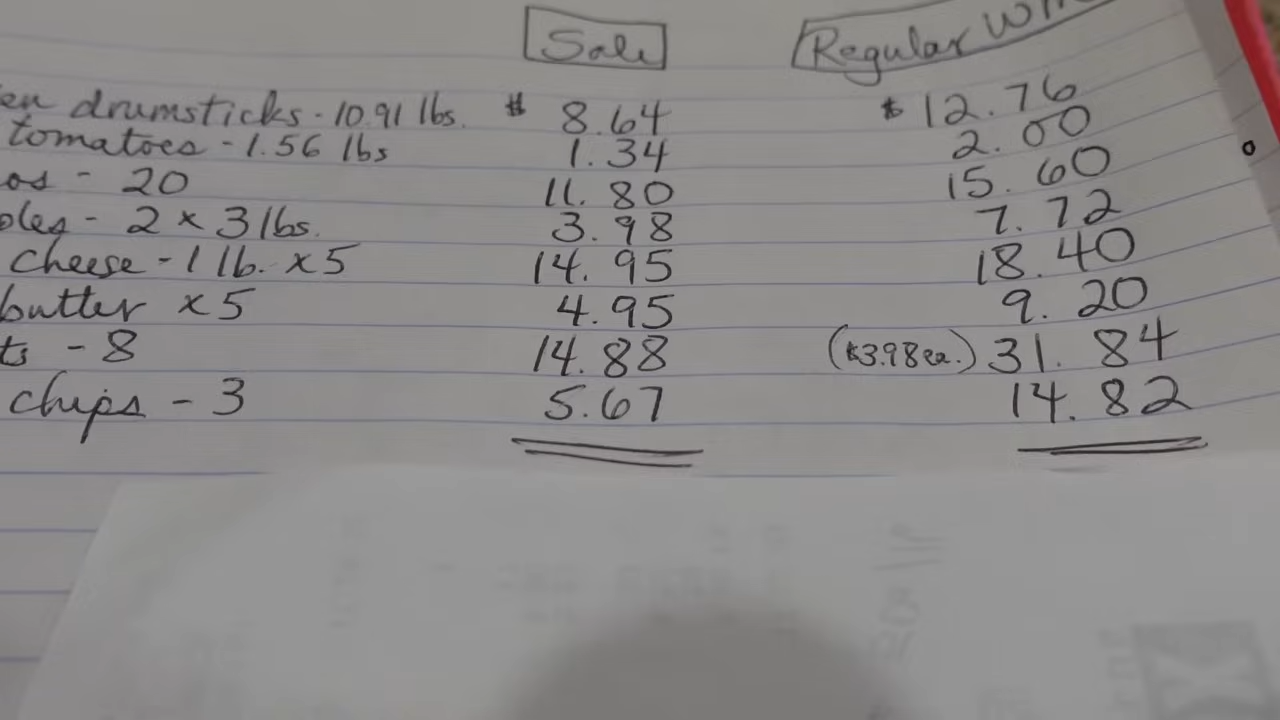 Sale Regular
drumsticks - 10.91 lbs. $ 8.64 $ 12.76
tomatoes - 1.56 lbs 1.34 2.00
os - 20 11.80 15.60
ples - 2 x 3 lbs. 3.98 7.72
cheese - 1 lb. x 5 14.95 18.40
butter x 5 4.95 9.20
ts - 8 14.88 ($3.98 ea.) 31.84
chips - 3 5.67 14.82